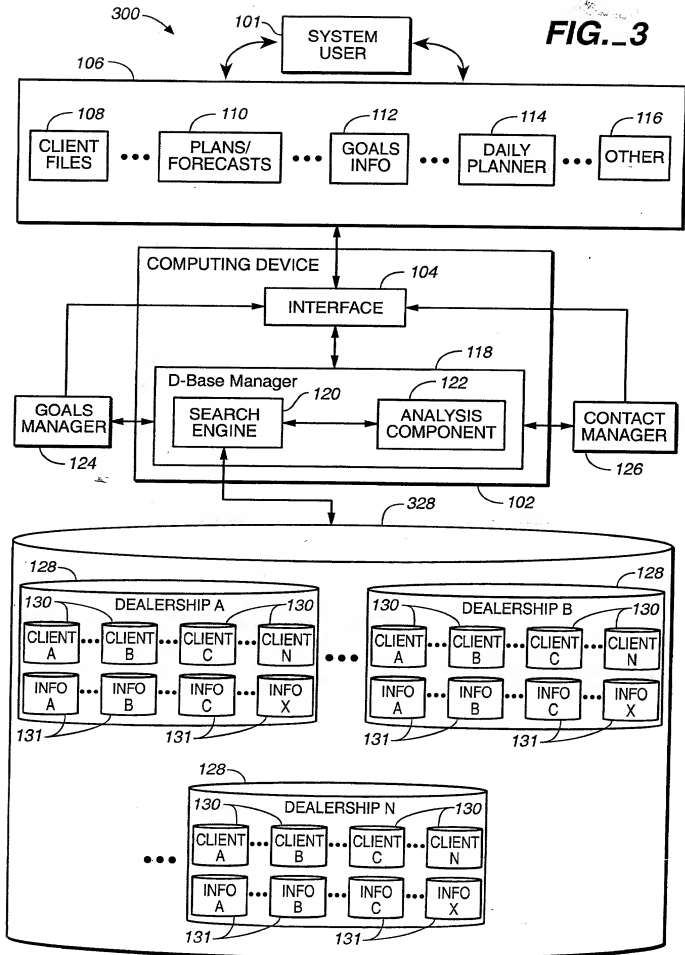 300
101
SYSTEM
USER
FIG._3
106
108
CLIENT
FILES
110
PLANS/
FORECASTS
112
GOALS
INFO
114
DAILY
PLANNER
116
OTHER
COMPUTING DEVICE
104
INTERFACE
118
D-Base Manager
120
SEARCH
ENGINE
122
ANALYSIS
COMPONENT
GOALS
MANAGER
124
CONTACT
MANAGER
126
102
328
128
DEALERSHIP A
130
130
CLIENT
A
CLIENT
B
CLIENT
C
CLIENT
N
INFO
A
INFO
B
INFO
C
INFO
X
131
131
128
DEALERSHIP B
130
130
CLIENT
A
CLIENT
B
CLIENT
C
CLIENT
N
INFO
A
INFO
B
INFO
C
INFO
X
131
131
128
DEALERSHIP N
130
130
CLIENT
A
CLIENT
B
CLIENT
C
CLIENT
N
INFO
A
INFO
B
INFO
C
INFO
X
131
131